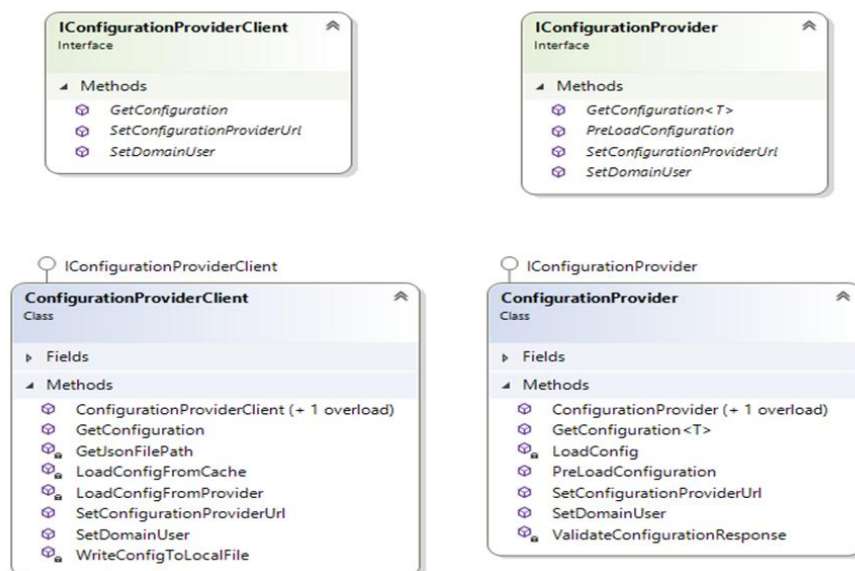 IConfigurationProviderClient
Interface
Methods
GetConfiguration
SetConfigurationProviderUrl
SetDomainUser
IConfigurationProvider
Interface
Methods
GetConfiguration<T>
PreLoadConfiguration
SetConfigurationProviderUrl
SetDomainUser
IConfigurationProviderClient
ConfigurationProviderClient
Class
Fields
Methods
ConfigurationProviderClient (+ 1 overload)
GetConfiguration
GetJsonFilePath
LoadConfigFromCache
LoadConfigFromProvider
SetConfigurationProviderUrl
SetDomainUser
WriteConfigToLocalFile
IConfigurationProvider
ConfigurationProvider
Class
Fields
Methods
ConfigurationProvider (+ 1 overload)
GetConfiguration<T>
LoadConfig
PreLoadConfiguration
SetConfigurationProviderUrl
SetDomainUser
ValidateConfigurationResponse